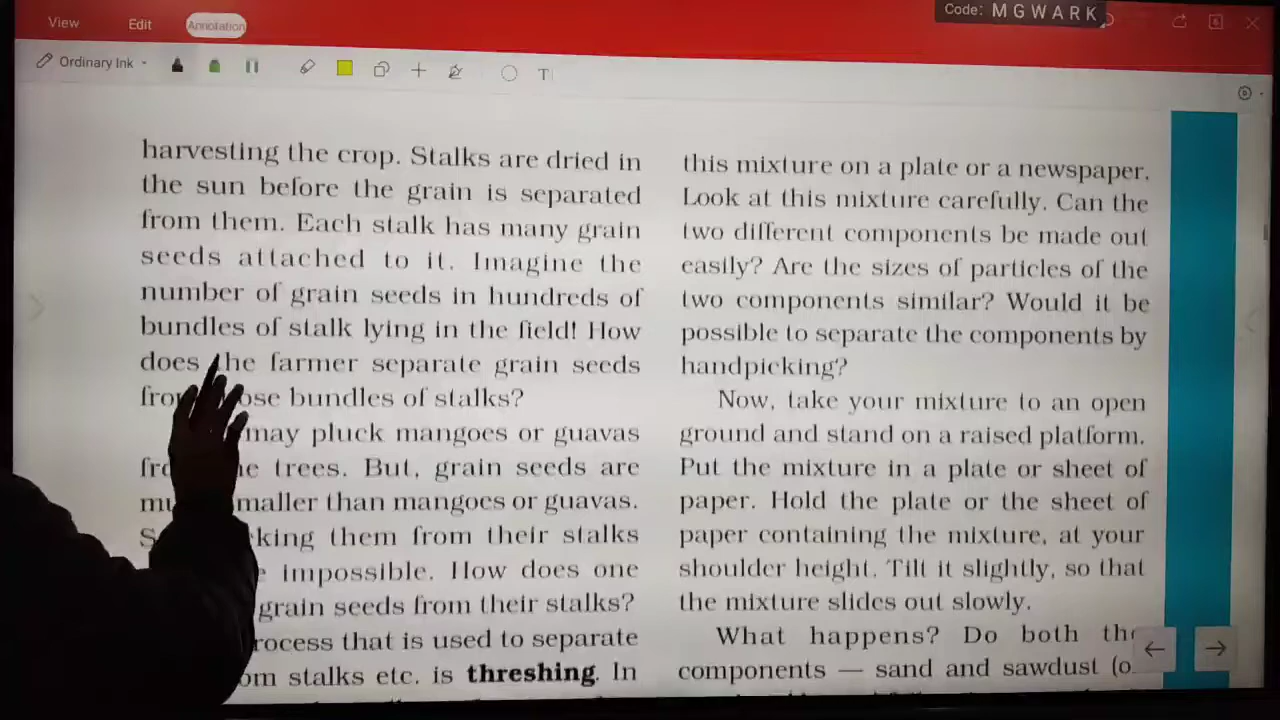 View Edit Annotation
Code: MGWARK
Ordinary Ink
T
harvesting the crop. Stalks are dried in
the sun before the grain is separated
from them. Each stalk has many grain
seeds attached to it. Imagine the
number of grain seeds in hundreds of
bundles of stalk lying in the field! How
does the farmer separate grain seeds
bundles of stalks?
may pluck mangoes or guavas
trees. But, grain seeds are
smaller than mangoes or guavas.
them from their stalks
impossible. How does one
grain seeds from their stalks?
process that is used to separate
stalks etc. is threshing. In
this mixture on a plate or a newspaper.
Look at this mixture carefully. Can the
two different components be made out
easily? Are the sizes of particles of the
two components similar? Would it be
possible to separate the components by
handpicking?
Now, take your mixture to an open
ground and stand on a raised platform.
Put the mixture in a plate or sheet of
paper. Hold the plate or the sheet of
paper containing the mixture, at your
shoulder height. Tilt it slightly, so that
the mixture slides out slowly.
What happens? Do both the
components — sand and sawdust (o